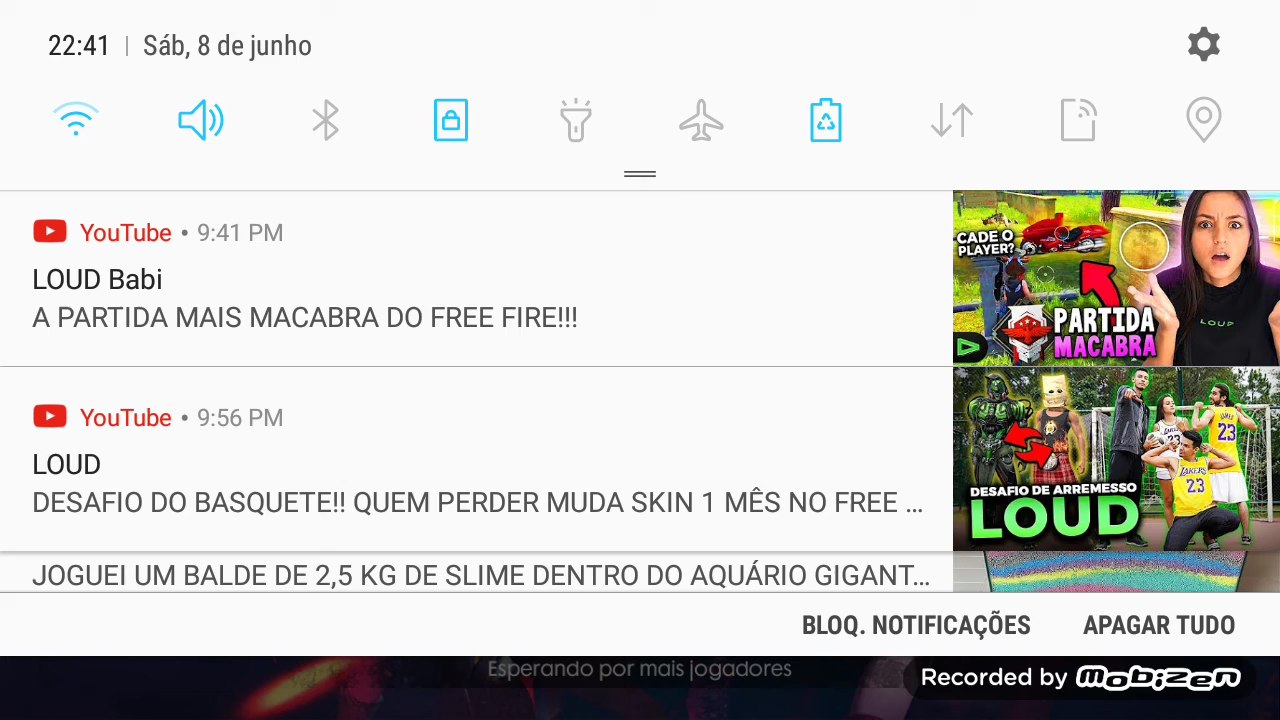 22:41 | Sáb, 8 de junho
YouTube • 9:41 PM
LOUD Babi
A PARTIDA MAIS MACABRA DO FREE FIRE!!!
CADE O
PLAYER?
LOUD
PARTIDA
MACABRA
YouTube • 9:56 PM
LOUD
DESAFIO DO BASQUETE!! QUEM PERDER MUDA SKIN 1 MÊS NO FREE ...
JAMES
23
23
LAKERS
23
DESAFIO DE ARREMESSO
LOUD
JOGUEI UM BALDE DE 2,5 KG DE SLIME DENTRO DO AQUÁRIO GIGANT...
BLOQ. NOTIFICAÇÕES APAGAR TUDO
Esperando por mais jogadores
Recorded by Mobizen